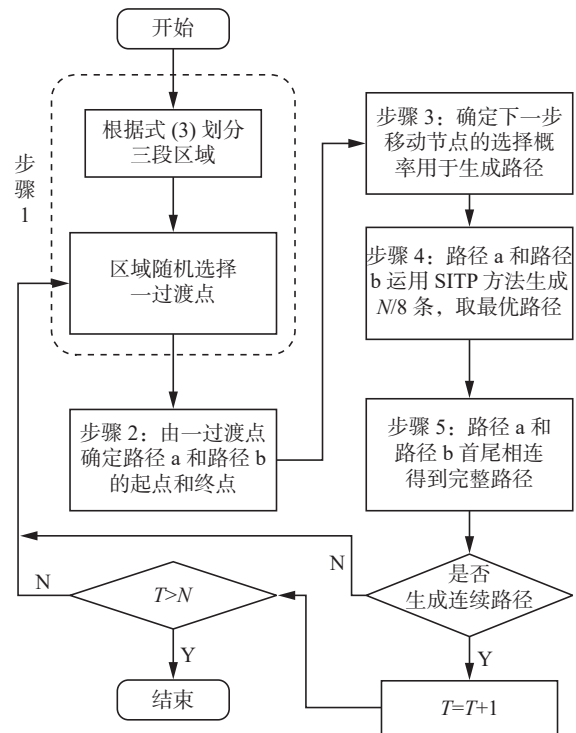 开始
根据式 (3) 划分
三段区域
步
骤
1
区域随机选择
一过渡点
步骤 2：由一过渡点
确定路径 a 和路径 b
的起点和终点
步骤 3：确定下一步
移动节点的选择概
率用于生成路径
步骤 4：路径 a 和路径
b 运用 SITP 方法生成
N/8 条，取最优路径
步骤 5：路径 a 和
路径 b 首尾相连
得到完整路径
是否
生成连续路径
N
Y
T=T+1
T>N
N
Y
结束